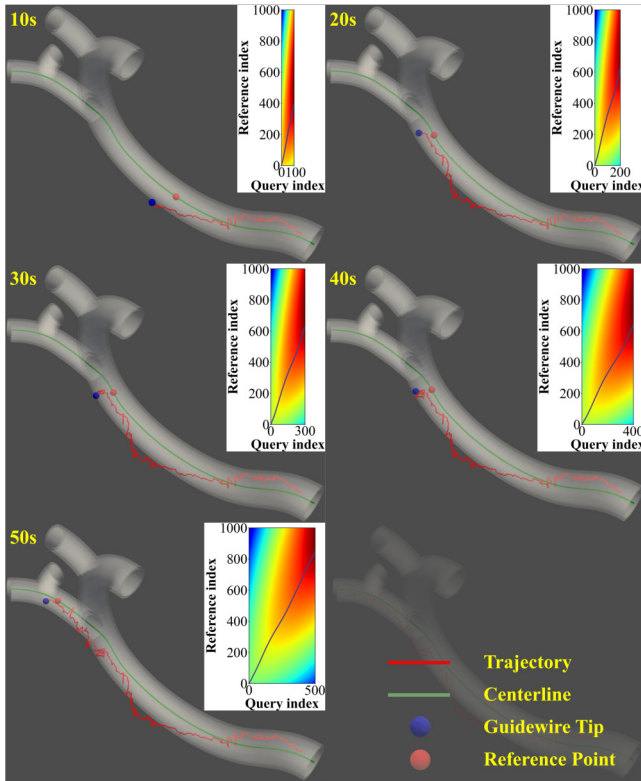 10s
1000
800
600
400
200
0
Reference index
0100
Query index
20s
1000
800
600
400
200
0
Reference index
0
200
Query index
30s
1000
800
600
400
200
0
Reference index
0
300
Query index
40s
1000
800
600
400
200
0
Reference index
0
400
Query index
50s
1000
800
600
400
200
0
Reference index
0
500
Query index
Trajectory
Centerline
Guidewire Tip
Reference Point